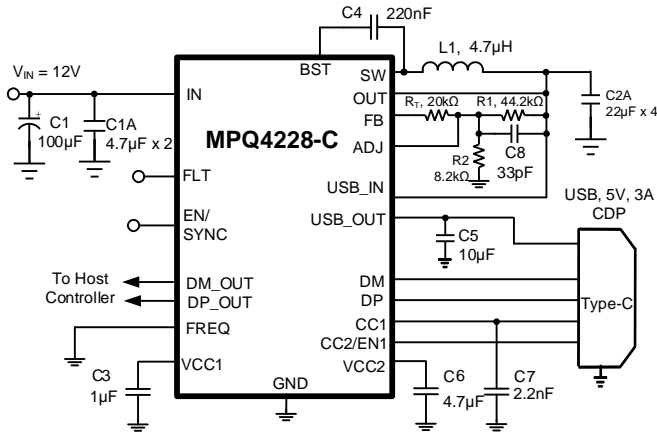 C4
220nF
L1, 4.7µH
VIN = 12V
BST
SW
IN
OUT
RT, 20kΩ
R1, 44.2kΩ
C2A
22µF x 4
C1
100µF
C1A
4.7µF x 2
MPQ4228-C
FB
ADJ
R2
8.2kΩ
C8
33pF
FLT
USB_IN
USB, 5V, 3A
CDP
EN/
SYNC
USB_OUT
C5
10µF
To Host
Controller
DM_OUT
DP_OUT
DM
DP
Type-C
FREQ
CC1
CC2/EN1
VCC1
VCC2
C3
1µF
GND
C6
4.7µF
C7
2.2nF